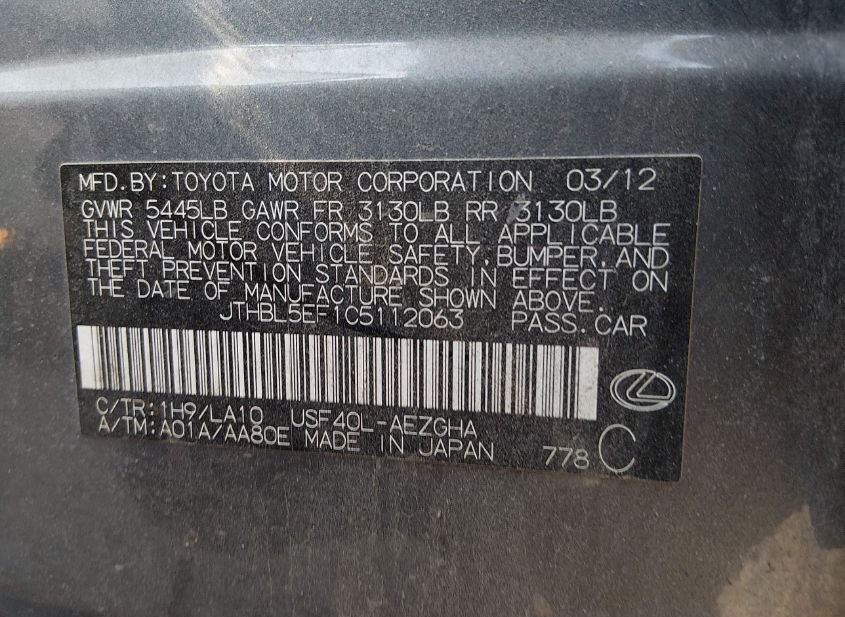 MFD.BY:TOYOTA MOTOR CORPORATION 03/12
GVWR 5445LB GAWR FR 3130LB RR 3130LB
THIS VEHICLE CONFORMS TO ALL APPLICABLE
FEDERAL MOTOR VEHICLE SAFETY,BUMPER,AND
THEFT PREVENTION STANDARDS IN EFFECT ON
THE DATE OF MANUFACTURE SHOWN ABOVE.
JTHBL5EF1C5112063 PASS.CAR
C/TR:1H9/LA10 USF40L-AEZGHA
A/TM:A01A/AA80E MADE IN JAPAN 778 C